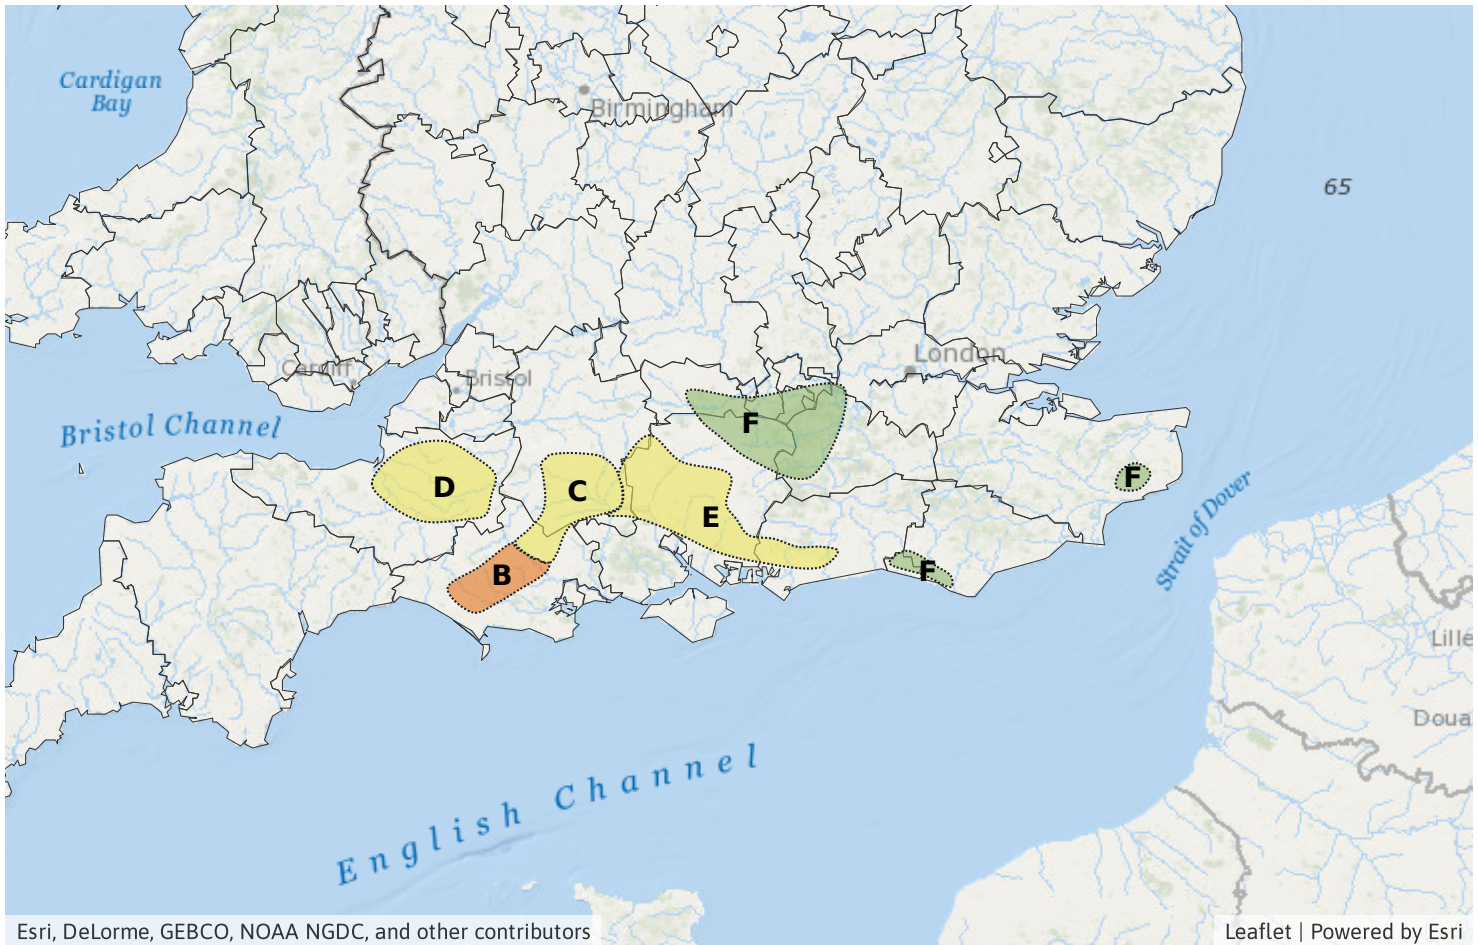 Cardigan
Bay
Birmingham
65
Cardiff
Bristol
London
Bristol Channel
F
F
D
C
E
B
F
Strait of Dover
Lille
Doua
English Channel
Esri, DeLorme, GEBCO, NOAA NGDC, and other contributors
Leaflet | Powered by Esri